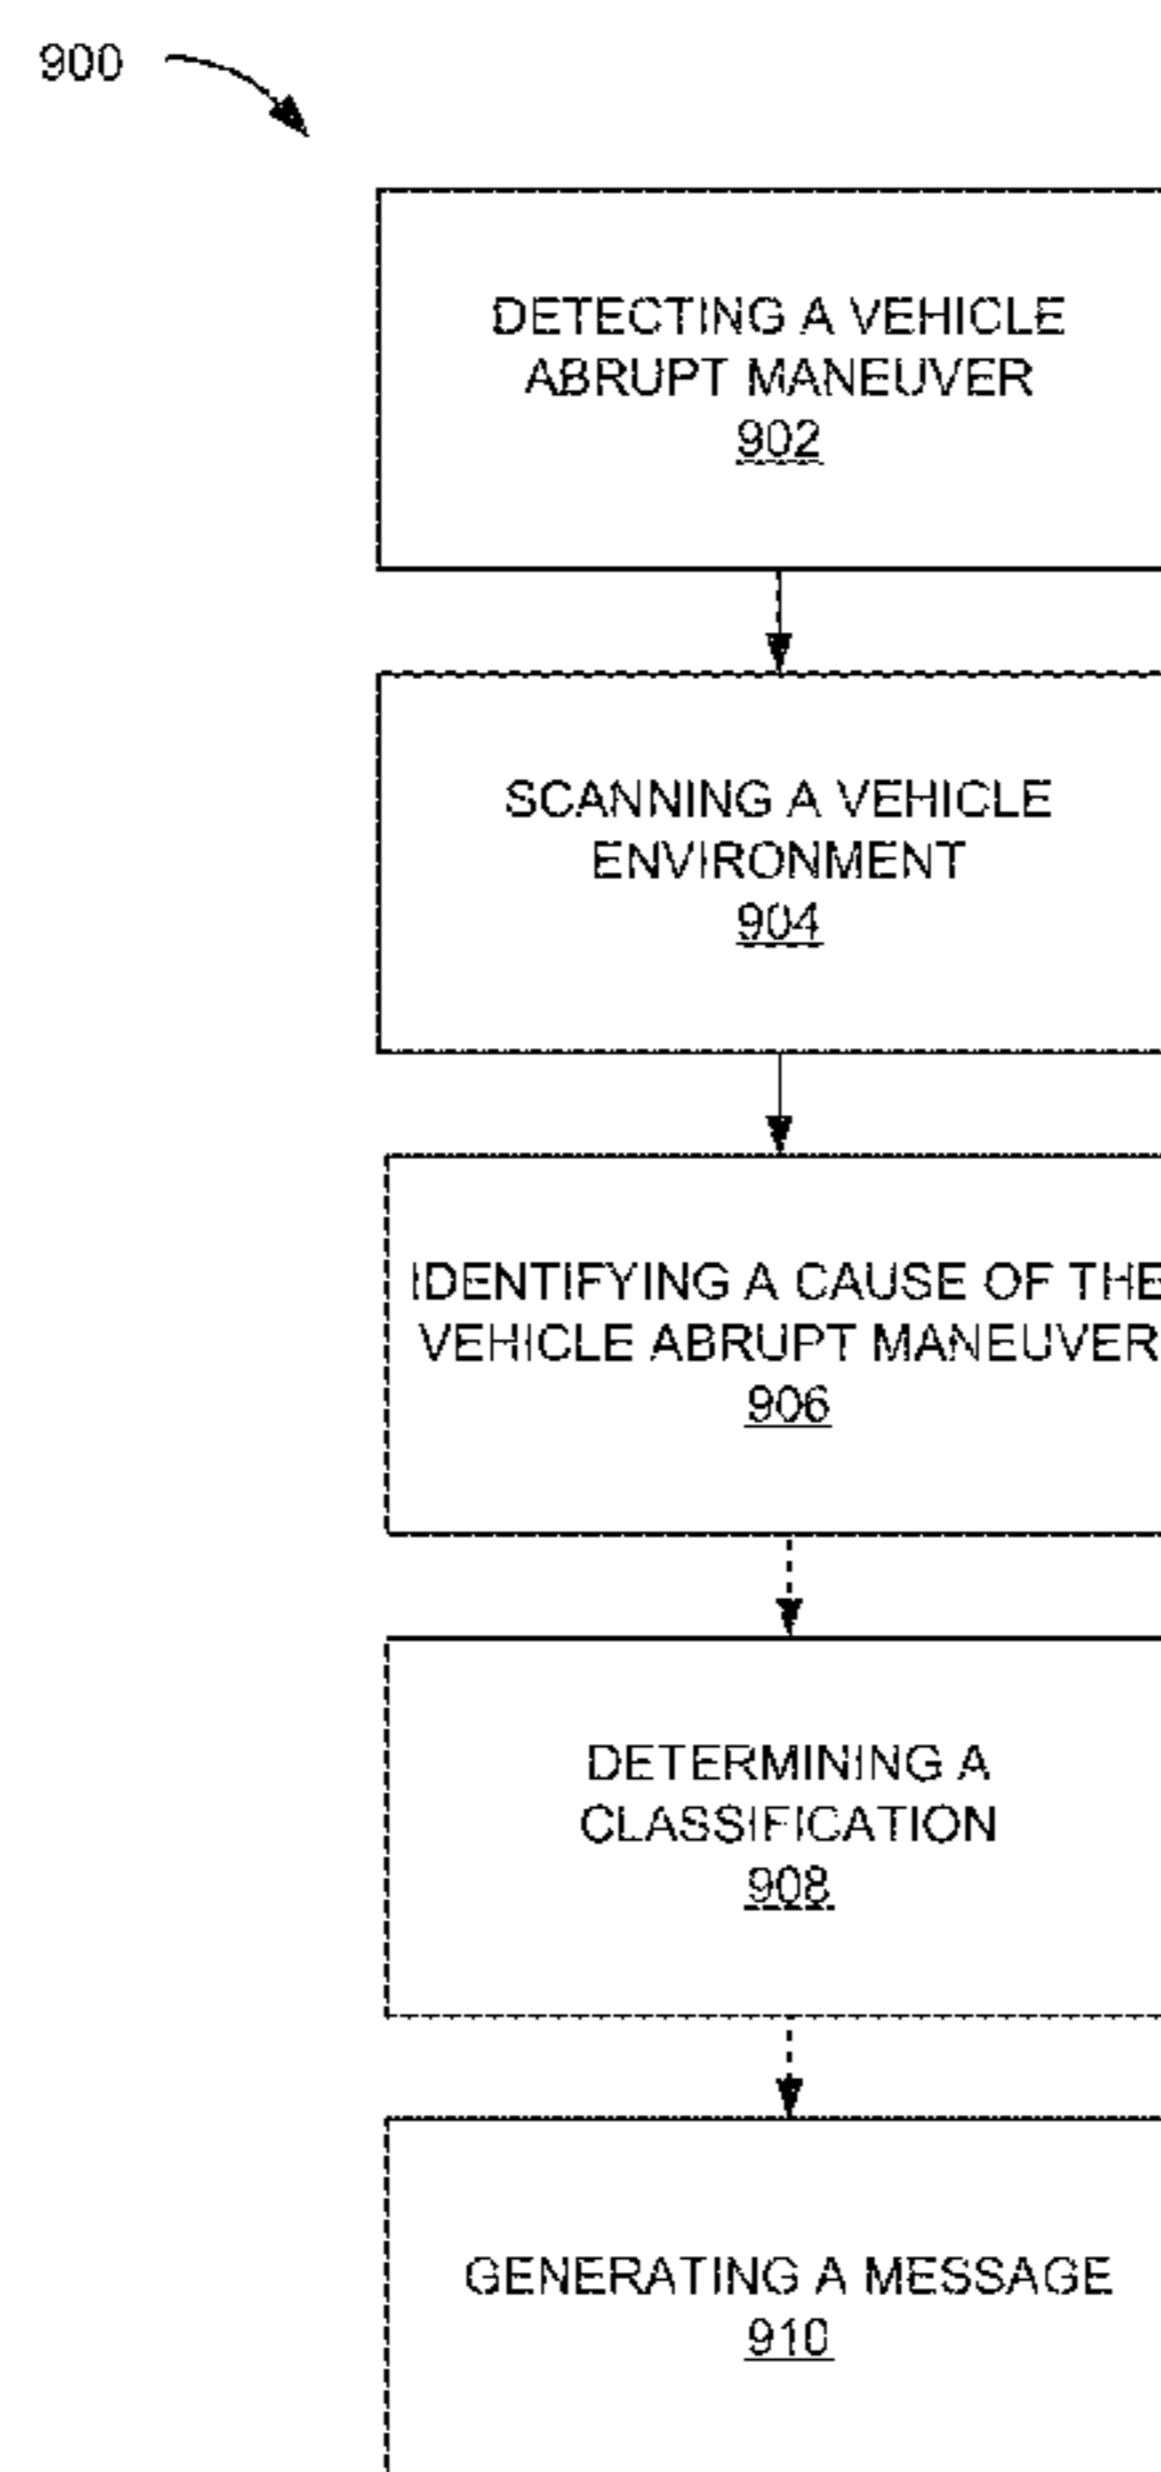 900
DETECTING A VEHICLE
ABRUPT MANEUVER
902
SCANNING A VEHICLE
ENVIRONMENT
904
IDENTIFYING A CAUSE OF THE
VEHICLE ABRUPT MANEUVER
906
DETERMINING A
CLASSIFICATION
908
GENERATING A MESSAGE
910